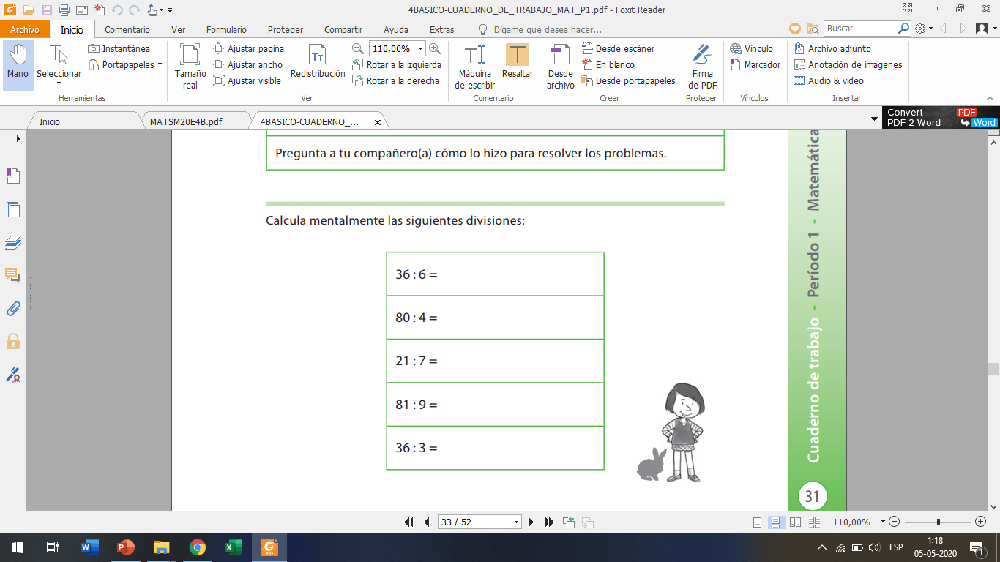 4BASICO-CUADERNO_DE_TRABAJO_MAT_P1.pdf - Foxit Reader
Archivo Inicio Comentario Ver Formulario Proteger Compartir Ayuda Extras Dígame qué desea hacer... Buscar
Mano
Seleccionar
Instantánea
Portapapeles
Herramientas
Tamaño real
Ajustar página
Ajustar ancho
Ajustar visible
Redistribución
110,00%
Rotar a la izquierda
Rotar a la derecha
Ver
Máquina de escribir
Resaltar
Comentario
Desde archivo
Desde escáner
En blanco
Desde portapapeles
Crear
Firma de PDF
Proteger
Vínculo
Marcador
Vínculos
Archivo adjunto
Anotación de imágenes
Audio & video
Insertar
Inicio MATSM20E4B.pdf 4BASICO-CUADERNO_...
Convert PDF
PDF 2 Word Word
Pregunta a tu compañero(a) cómo lo hizo para resolver los problemas.
Calcula mentalmente las siguientes divisiones:
36 : 6 =
80 : 4 =
21 : 7 =
81 : 9 =
36 : 3 =
Cuaderno de trabajo - Período 1 - Matemática
31
33 / 52
110,00%
ESP
1:18
05-05-2020
1